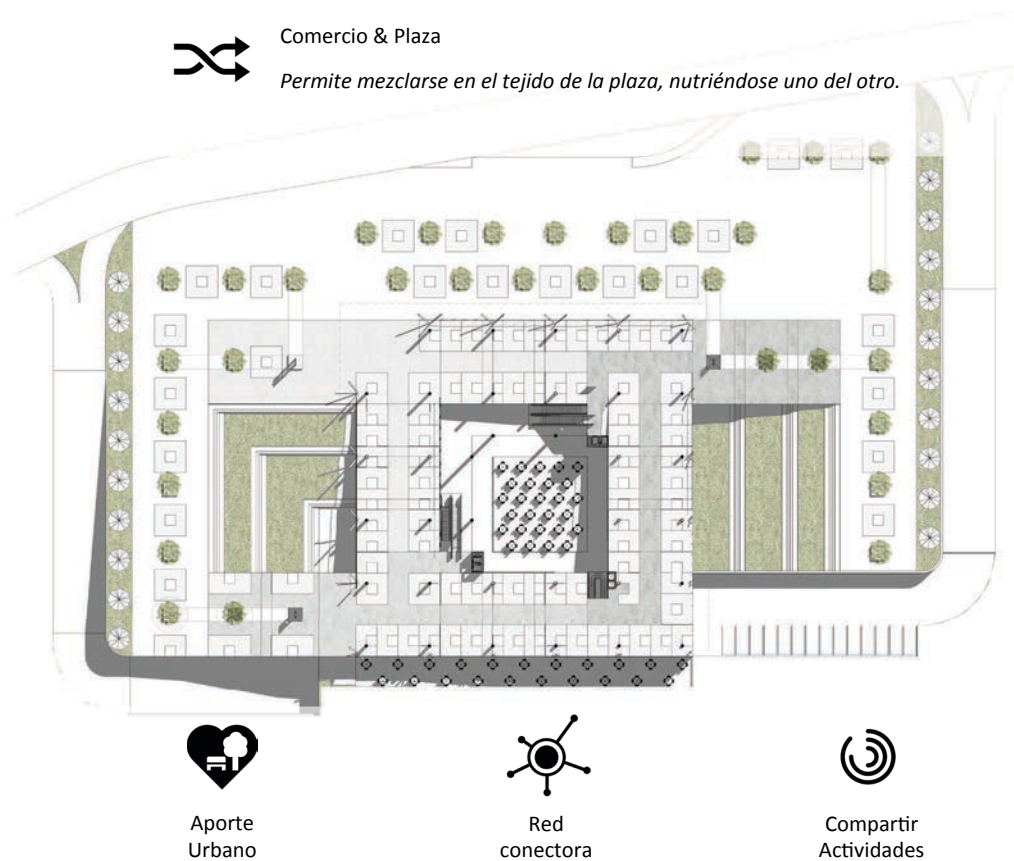 Comercio & Plaza
Permite mezclarse en el tejido de la plaza, nutriéndose uno del otro.
Aporte
Urbano
Red
conectora
Compartir
Actividades